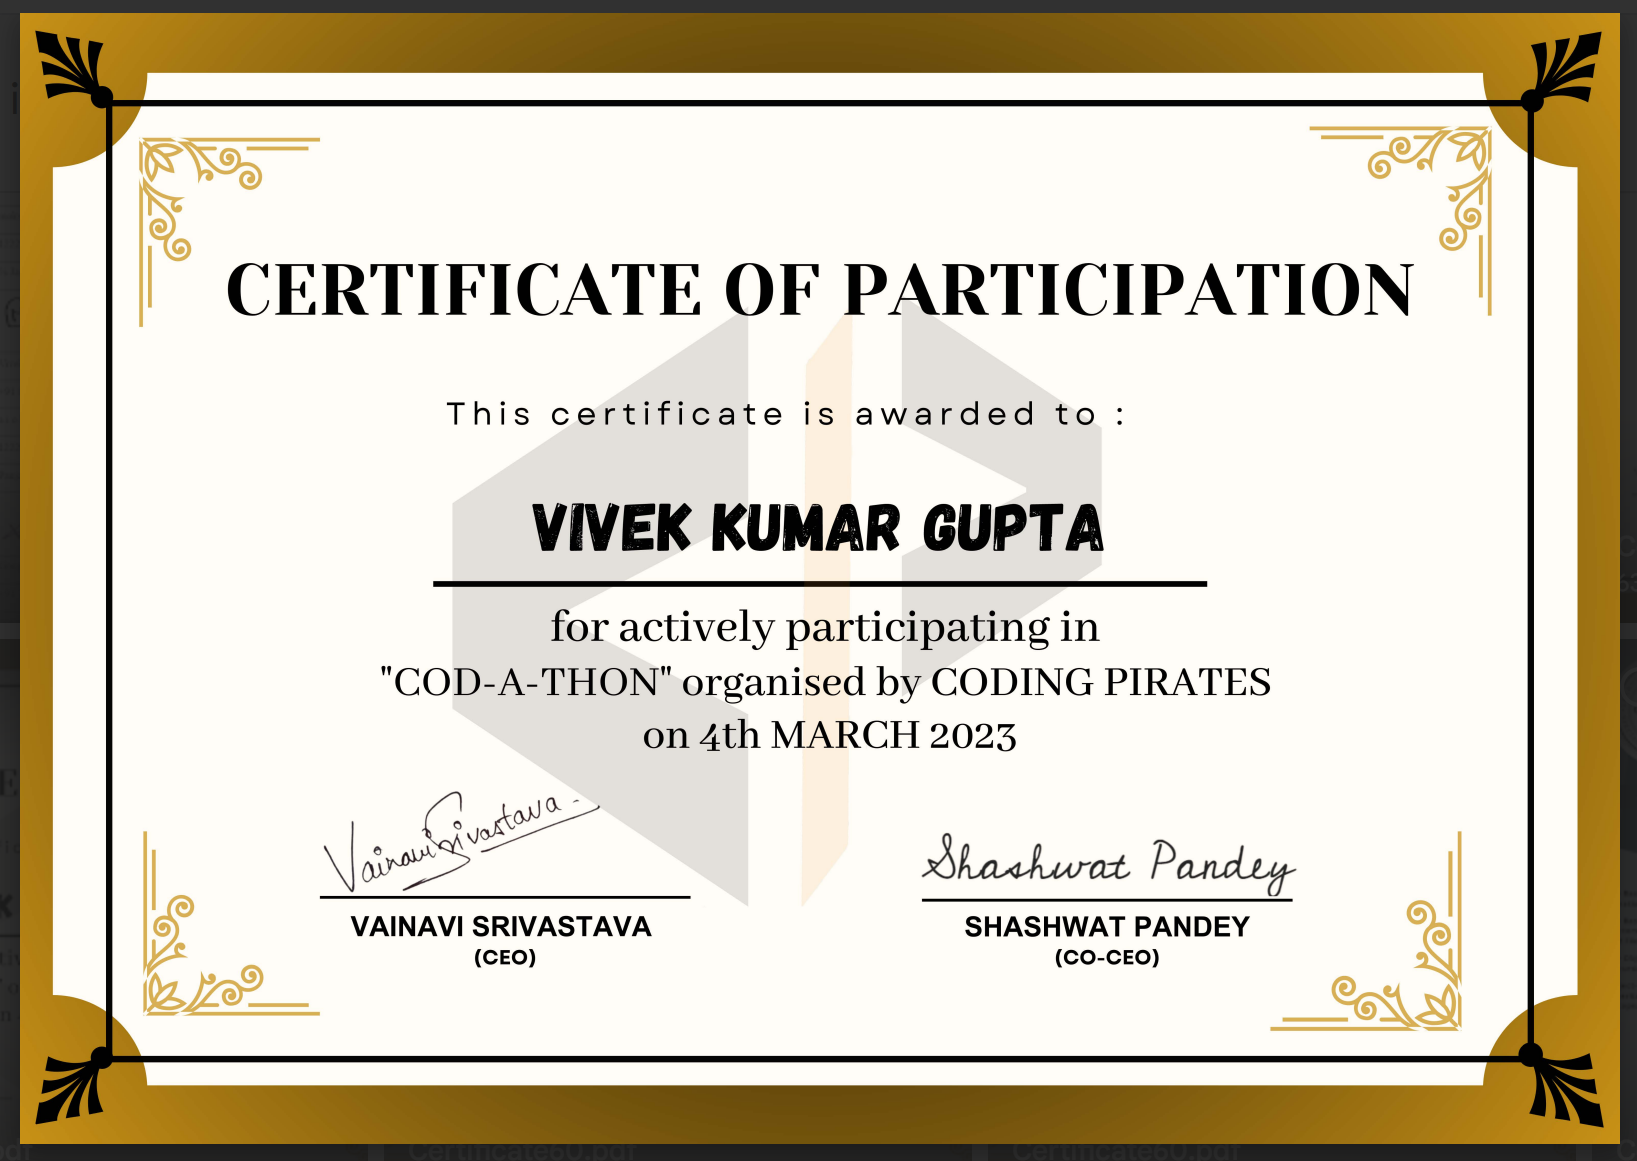 CERTIFICATE OF PARTICIPATION
This certificate is awarded to :
VIVEK KUMAR GUPTA
for actively participating in
"COD-A-THON" organised by CODING PIRATES
on 4th MARCH 2023
Vainavi Srivastava
Shashwat Pandey
VAINAVI SRIVASTAVA
SHASHWAT PANDEY
(CEO)
(CO-CEO)
Certificate60.pdf